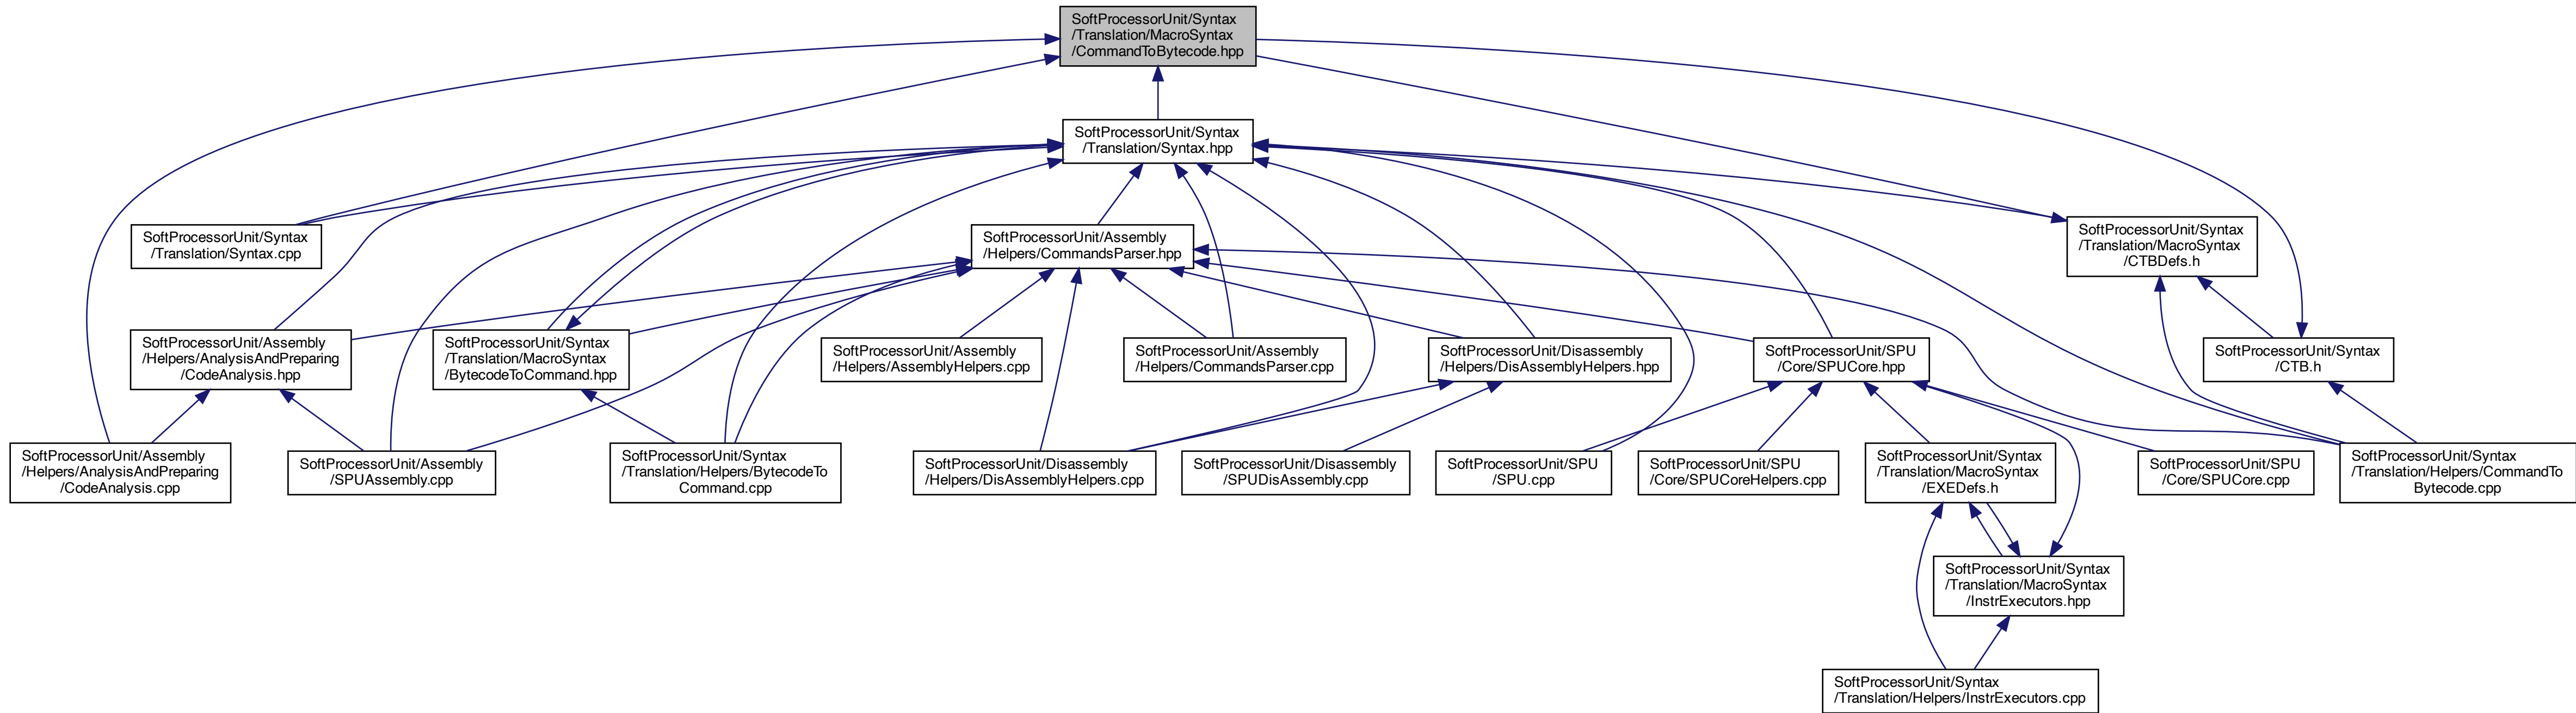 SoftProcessorUnit/Syntax
/Translation/MacroSyntax
/CommandToBytecode.hpp
SoftProcessorUnit/Syntax
/Translation/Syntax.hpp
SoftProcessorUnit/Syntax
/Translation/Syntax.cpp
SoftProcessorUnit/Assembly
/Helpers/CommandsParser.hpp
SoftProcessorUnit/Syntax
/Translation/MacroSyntax
/CTBDefs.h
SoftProcessorUnit/Assembly
/Helpers/AnalysisAndPreparing
/CodeAnalysis.hpp
SoftProcessorUnit/Syntax
/Translation/MacroSyntax
/BytecodeToCommand.hpp
SoftProcessorUnit/Assembly
/Helpers/AssemblyHelpers.cpp
SoftProcessorUnit/Assembly
/Helpers/CommandsParser.cpp
SoftProcessorUnit/Disassembly
/Helpers/DisAssemblyHelpers.hpp
SoftProcessorUnit/SPU
/Core/SPUCore.hpp
SoftProcessorUnit/Syntax
/CTB.h
SoftProcessorUnit/Assembly
/Helpers/AnalysisAndPreparing
/CodeAnalysis.cpp
SoftProcessorUnit/Assembly
/SPUAssembly.cpp
SoftProcessorUnit/Syntax
/Translation/Helpers/BytecodeTo
Command.cpp
SoftProcessorUnit/Disassembly
/Helpers/DisAssemblyHelpers.cpp
SoftProcessorUnit/Disassembly
/SPUDisAssembly.cpp
SoftProcessorUnit/SPU
/SPU.cpp
SoftProcessorUnit/SPU
/Core/SPUCoreHelpers.cpp
SoftProcessorUnit/Syntax
/Translation/MacroSyntax
/EXEDefs.h
SoftProcessorUnit/SPU
/Core/SPUCore.cpp
SoftProcessorUnit/Syntax
/Translation/Helpers/CommandTo
Bytecode.cpp
SoftProcessorUnit/Syntax
/Translation/MacroSyntax
/InstrExecutors.hpp
SoftProcessorUnit/Syntax
/Translation/Helpers/InstrExecutors.cpp